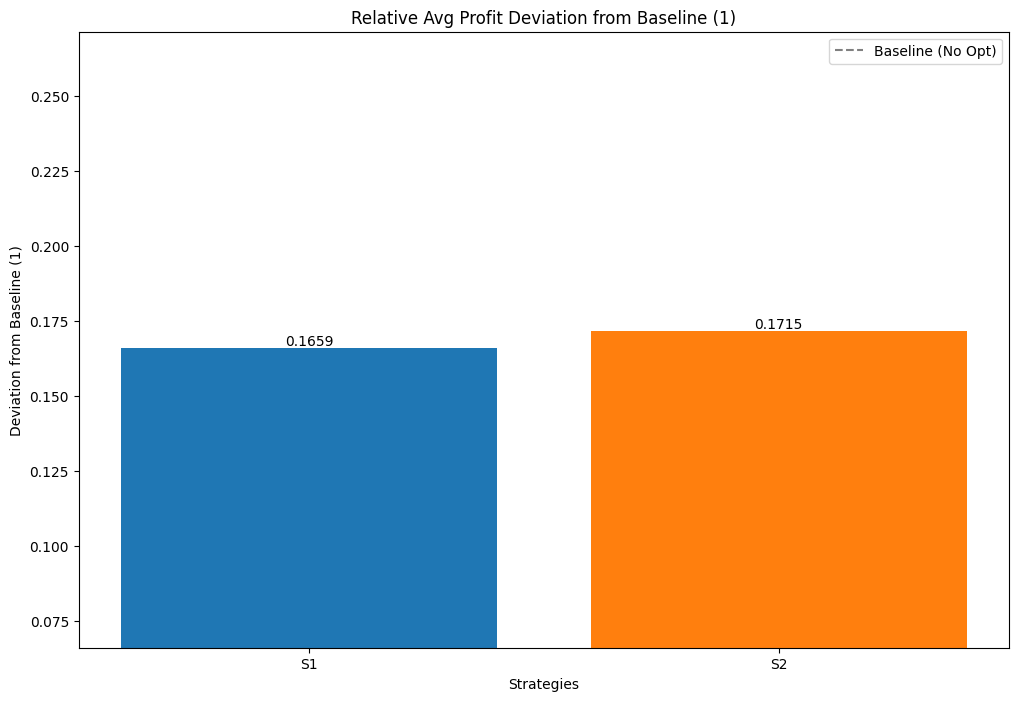 Relative Avg Profit Deviation from Baseline (1)
Baseline (No Opt)
Deviation from Baseline (1)
0.250
0.225
0.200
0.175
0.150
0.125
0.100
0.075
0.1659
0.1715
S1
S2
Strategies